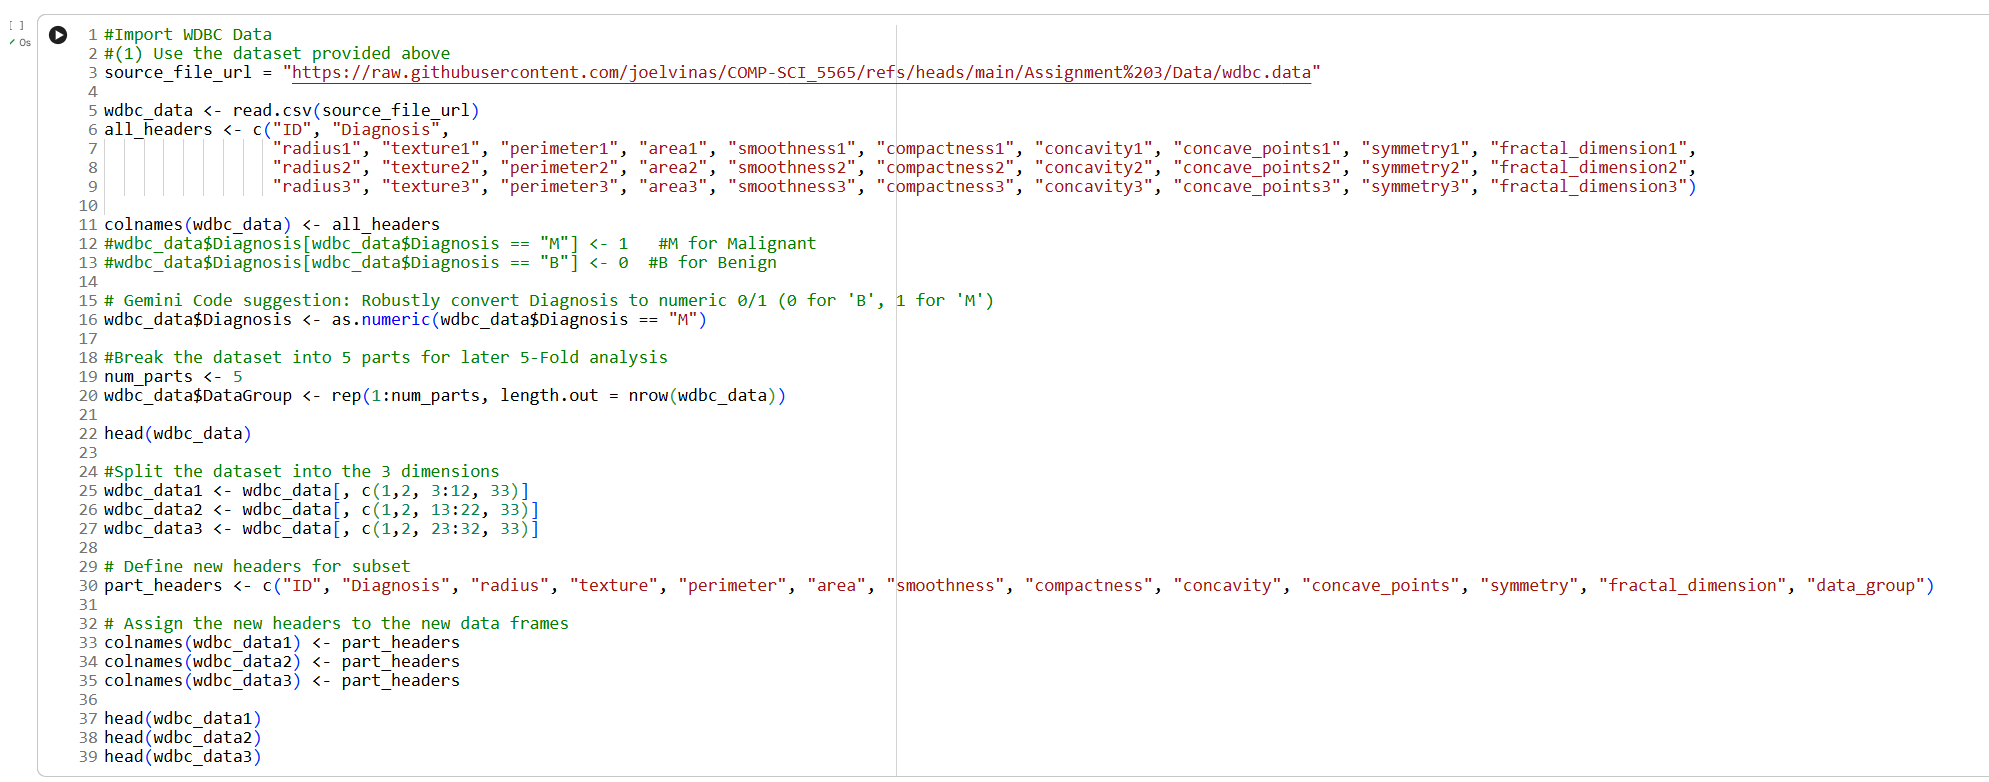 [ ]
✓ 0s
1 #Import WDBC Data
2 #(1) Use the dataset provided above
3 source_file_url = "https://raw.githubusercontent.com/joelvinas/COMP-SCI_5565/refs/heads/main/Assignment%203/Data/wdbc.data"
4
5 wdbc_data <- read.csv(source_file_url)
6 all_headers <- c("ID", "Diagnosis",
7 "radius1", "texture1", "perimeter1", "area1", "smoothness1", "compactness1", "concavity1", "concave_points1", "symmetry1", "fractal_dimension1",
8 "radius2", "texture2", "perimeter2", "area2", "smoothness2", "compactness2", "concavity2", "concave_points2", "symmetry2", "fractal_dimension2",
9 "radius3", "texture3", "perimeter3", "area3", "smoothness3", "compactness3", "concavity3", "concave_points3", "symmetry3", "fractal_dimension3")
10
11 colnames(wdbc_data) <- all_headers
12 #wdbc_data$Diagnosis[wdbc_data$Diagnosis == "M"] <- 1   #M for Malignant
13 #wdbc_data$Diagnosis[wdbc_data$Diagnosis == "B"] <- 0  #B for Benign
14
15 # Gemini Code suggestion: Robustly convert Diagnosis to numeric 0/1 (0 for 'B', 1 for 'M')
16 wdbc_data$Diagnosis <- as.numeric(wdbc_data$Diagnosis == "M")
17
18 #Break the dataset into 5 parts for later 5-Fold analysis
19 num_parts <- 5
20 wdbc_data$DataGroup <- rep(1:num_parts, length.out = nrow(wdbc_data))
21
22 head(wdbc_data)
23
24 #Split the dataset into the 3 dimensions
25 wdbc_data1 <- wdbc_data[, c(1,2, 3:12, 33)]
26 wdbc_data2 <- wdbc_data[, c(1,2, 13:22, 33)]
27 wdbc_data3 <- wdbc_data[, c(1,2, 23:32, 33)]
28
29 # Define new headers for subset
30 part_headers <- c("ID", "Diagnosis", "radius", "texture", "perimeter", "area", "smoothness", "compactness", "concavity", "concave_points", "symmetry", "fractal_dimension", "data_group")
31
32 # Assign the new headers to the new data frames
33 colnames(wdbc_data1) <- part_headers
34 colnames(wdbc_data2) <- part_headers
35 colnames(wdbc_data3) <- part_headers
36
37 head(wdbc_data1)
38 head(wdbc_data2)
39 head(wdbc_data3)